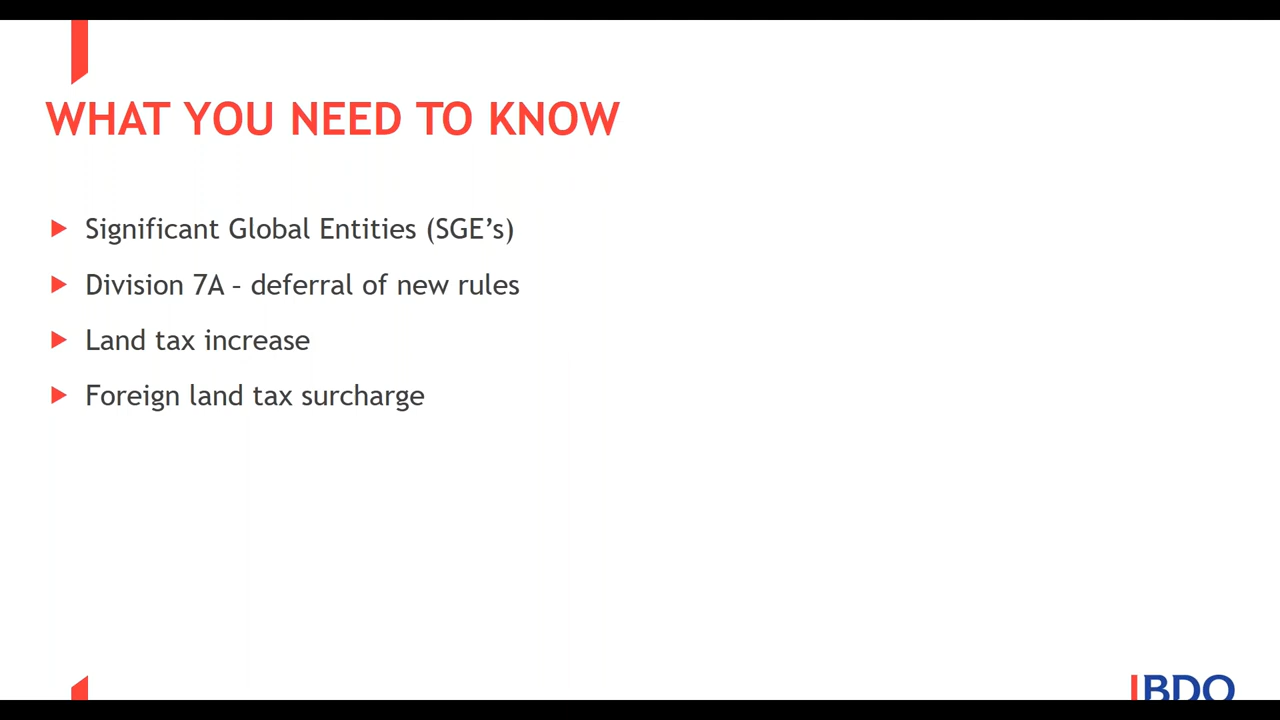 WHAT YOU NEED TO KNOW
Significant Global Entities (SGE’s)
Division 7A – deferral of new rules
Land tax increase
Foreign land tax surcharge
BDO